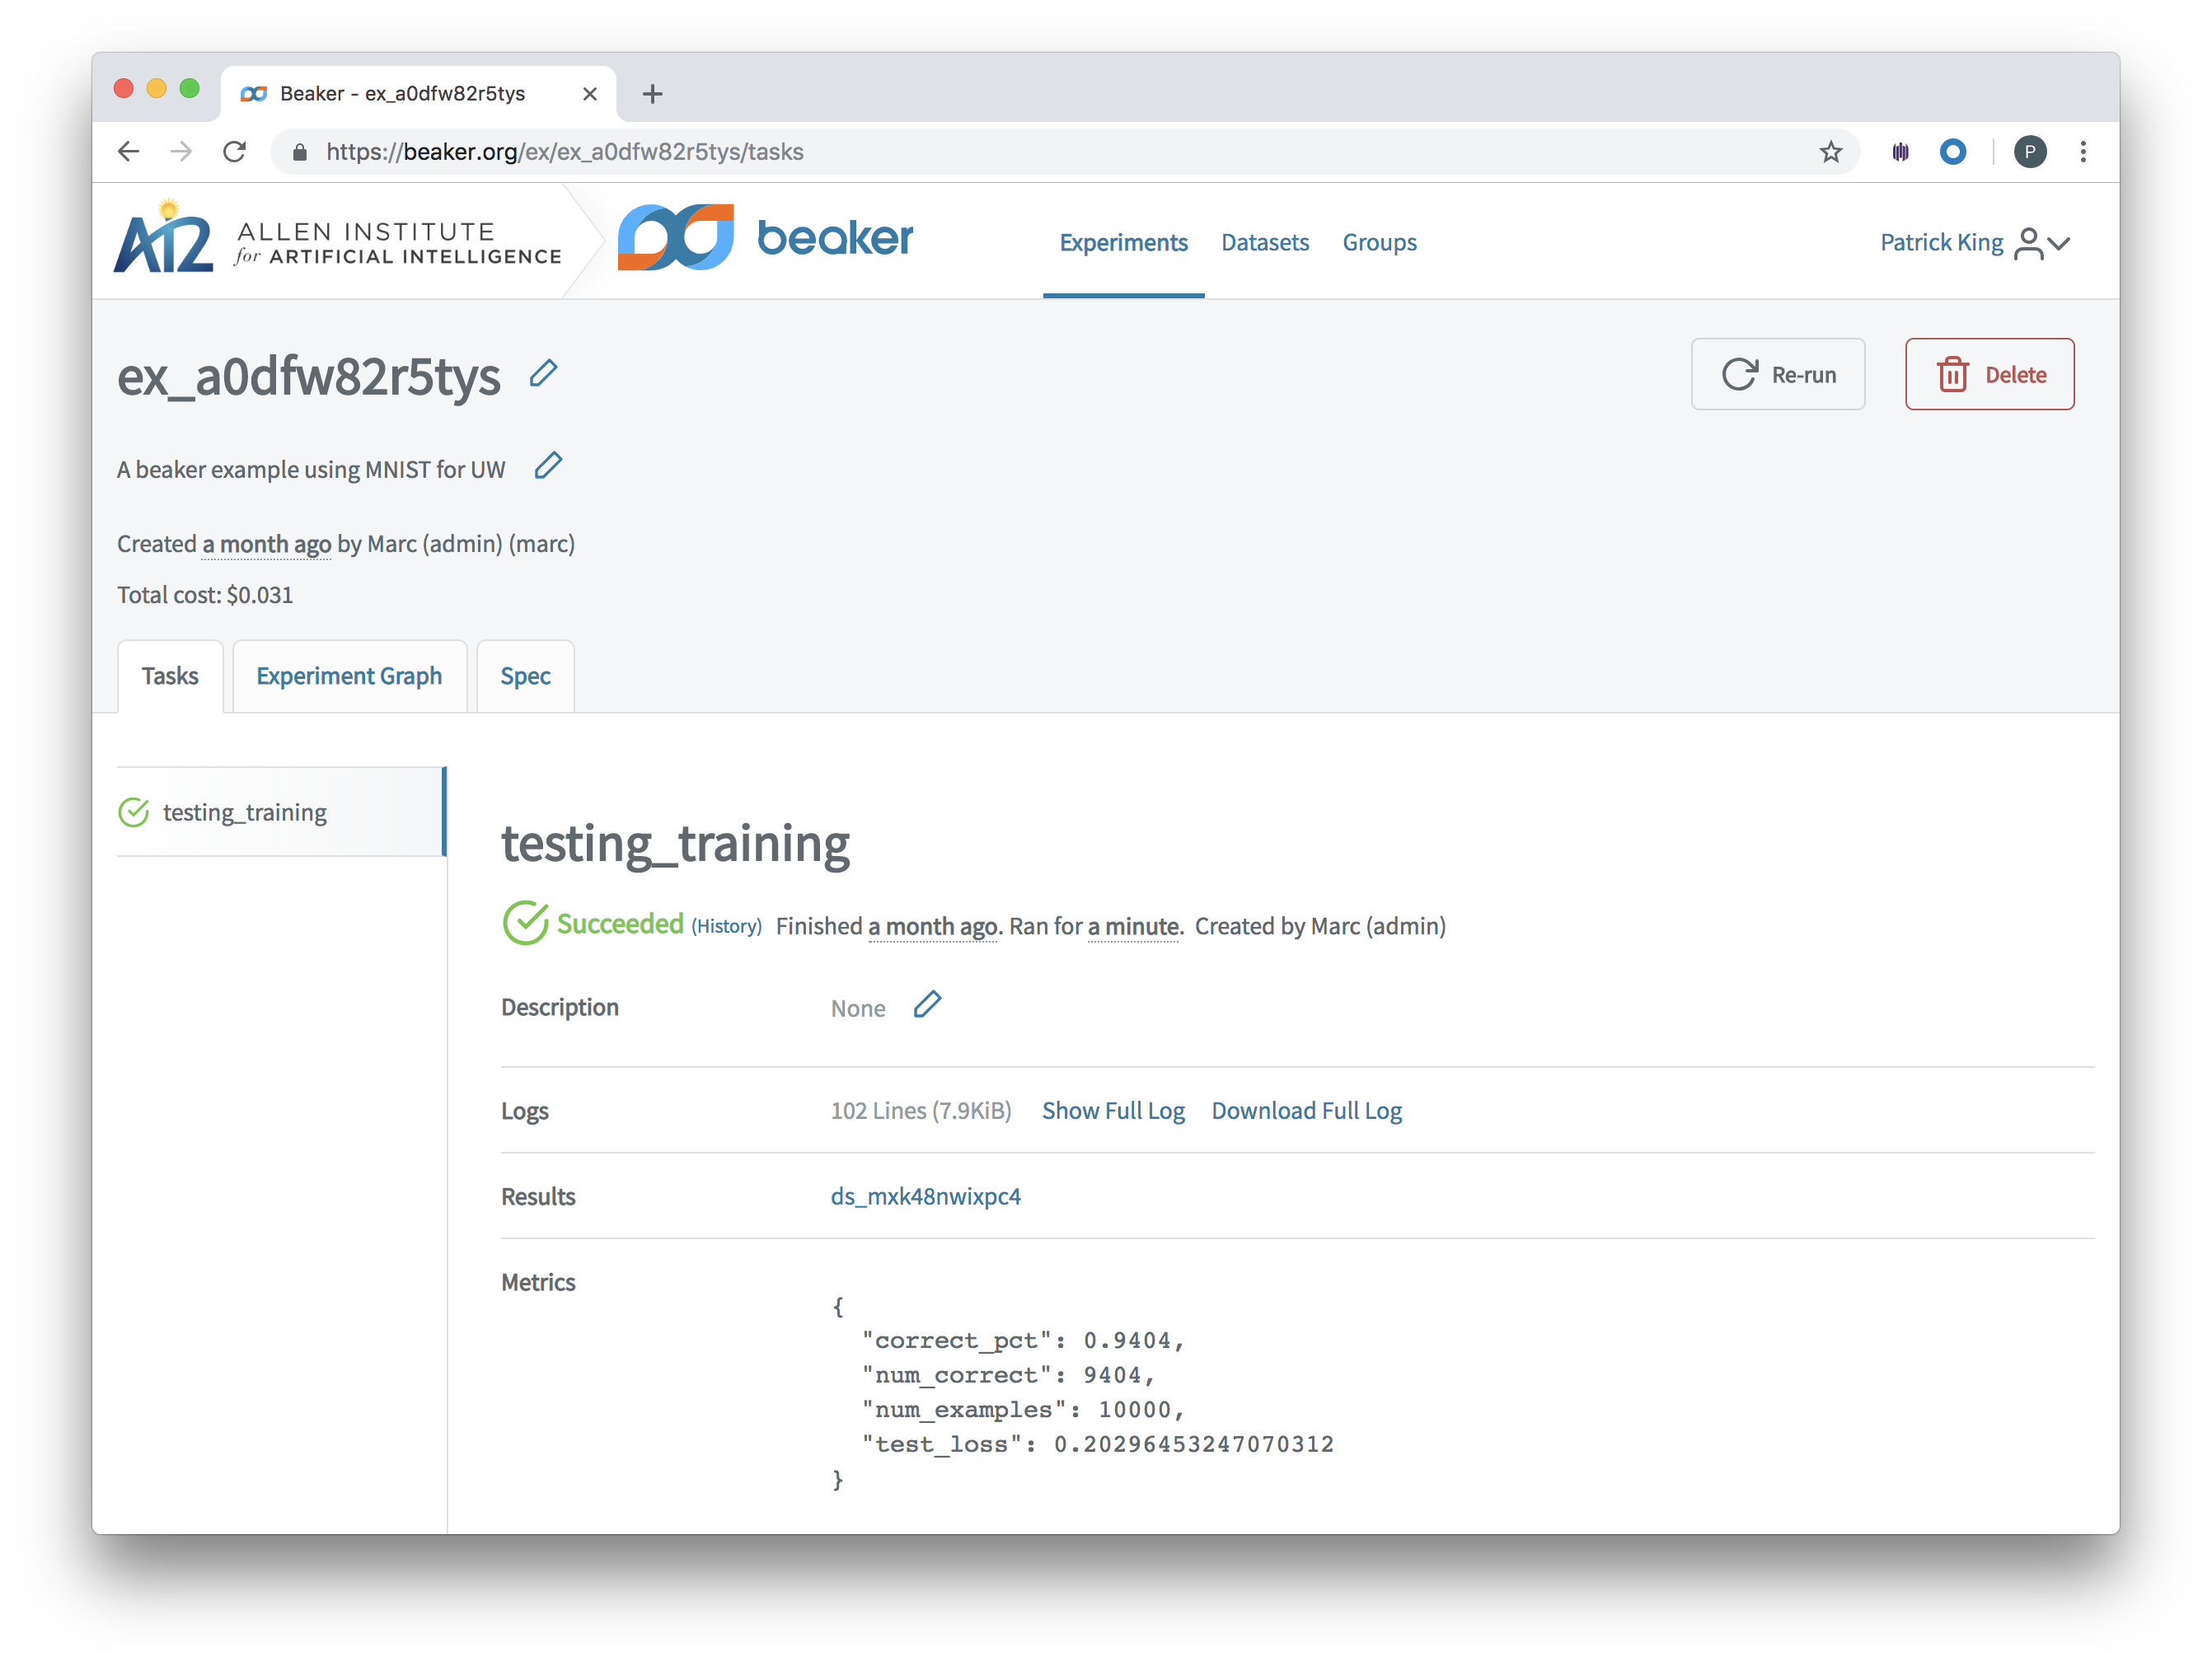 Beaker - ex_a0dfw82r5tys
https://beaker.org/ex/ex_a0dfw82r5tys/tasks
P
AI2
ALLEN INSTITUTE
for ARTIFICIAL INTELLIGENCE
beaker
Experiments Datasets Groups
Patrick King
ex_a0dfw82r5tys
Re-run
Delete
A beaker example using MNIST for UW
Created a month ago by Marc (admin) (marc)
Total cost: $0.031
Tasks
Experiment Graph
Spec
testing_training
testing_training
Succeeded (History) Finished a month ago. Ran for a minute. Created by Marc (admin)
Description None
Logs 102 Lines (7.9KiB) Show Full Log Download Full Log
Results ds_mxk48nwixpc4
Metrics
{
"correct_pct": 0.9404,
"num_correct": 9404,
"num_examples": 10000,
"test_loss": 0.20296453247070312
}